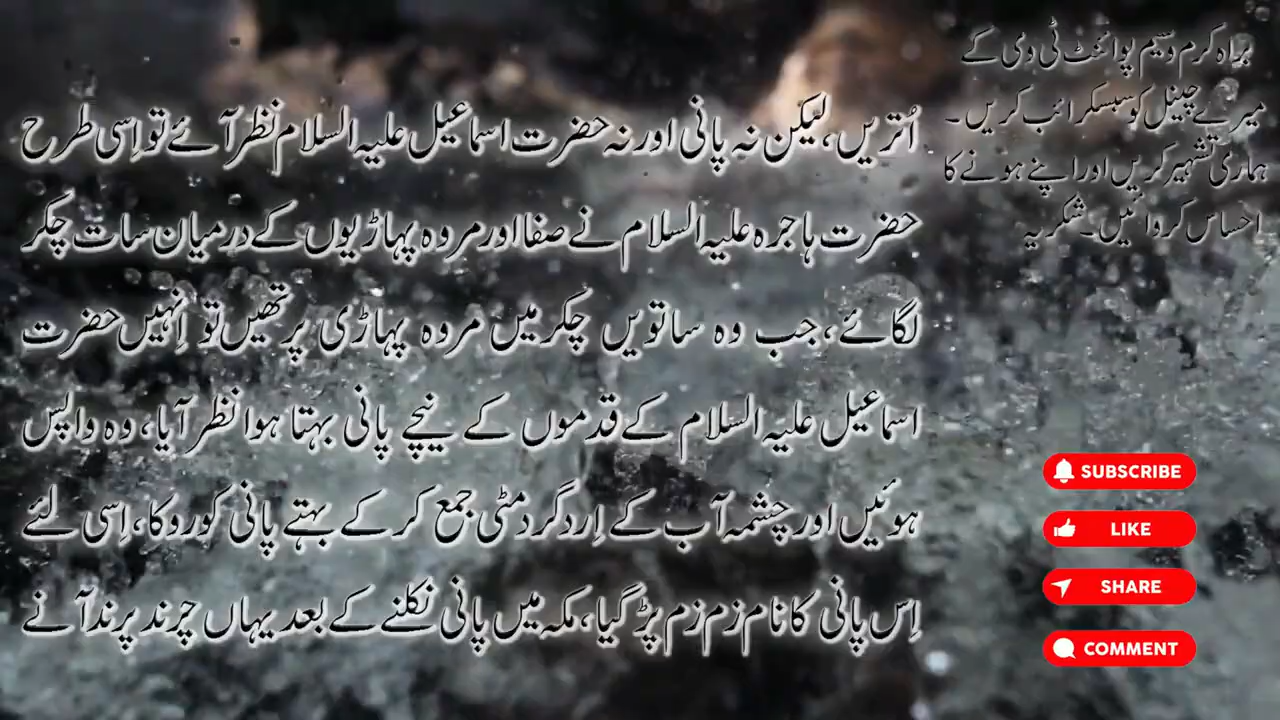 اُتریں، لیکن نہ پانی اور نہ حضرت اسماعیل علیہ السلام نظر آئے تو اِسی طرح
حضرت ہاجرہ علیہ السلام نے صفا اور مروہ پہاڑیوں کے درمیان سات چکر
لگائے، جب وہ ساتویں چکر میں مروہ پہاڑی پر تھیں تو اِنہیں حضرت
اسماعیل علیہ السلام کے قدموں کے نیچے پانی بہتا ہوا نظر آیا، وہ واپس
ہوئیں اور چشمہ آب کے اِرد گرد مٹی جمع کر کے بہتے پانی کو روکا، اِسی لئے
اِس پانی کا نام زم زم پڑ گیا، مکہ میں پانی نکلنے کے بعد یہاں چرند پرند آنے
براہ کرم وسیم پوائنٹ ٹی وی کے
میرے چینل کو سبسکرائب کریں۔
ہماری تشہیر کریں اور اپنے ہونے کا
احساس کروائیں۔ شکریہ
SUBSCRIBE
LIKE
SHARE
COMMENT